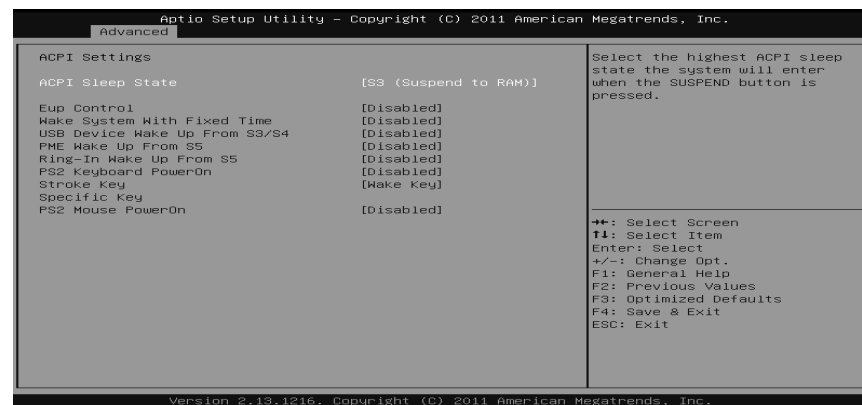 Aptio Setup Utility – Copyright (C) 2011 American Megatrends, Inc.
Advanced
ACPI Settings
ACPI Sleep State [S3 (Suspend to RAM)]
Eup Control [Disabled]
Wake System With Fixed Time [Disabled]
USB Device Wake Up From S3/S4 [Disabled]
PME Wake Up From S5 [Disabled]
Ring-In Wake Up From S5 [Disabled]
PS2 Keyboard PowerOn [Disabled]
Stroke Key [Wake Key]
Specific Key
PS2 Mouse PowerOn [Disabled]
Select the highest ACPI sleep
state the system will enter
when the SUSPEND button is
pressed.
→←: Select Screen
↑↓: Select Item
Enter: Select
+/-: Change Opt.
F1: General Help
F2: Previous Values
F3: Optimized Defaults
F4: Save & Exit
ESC: Exit
Version 2.13.1216. Copyright (C) 2011 American Megatrends, Inc.